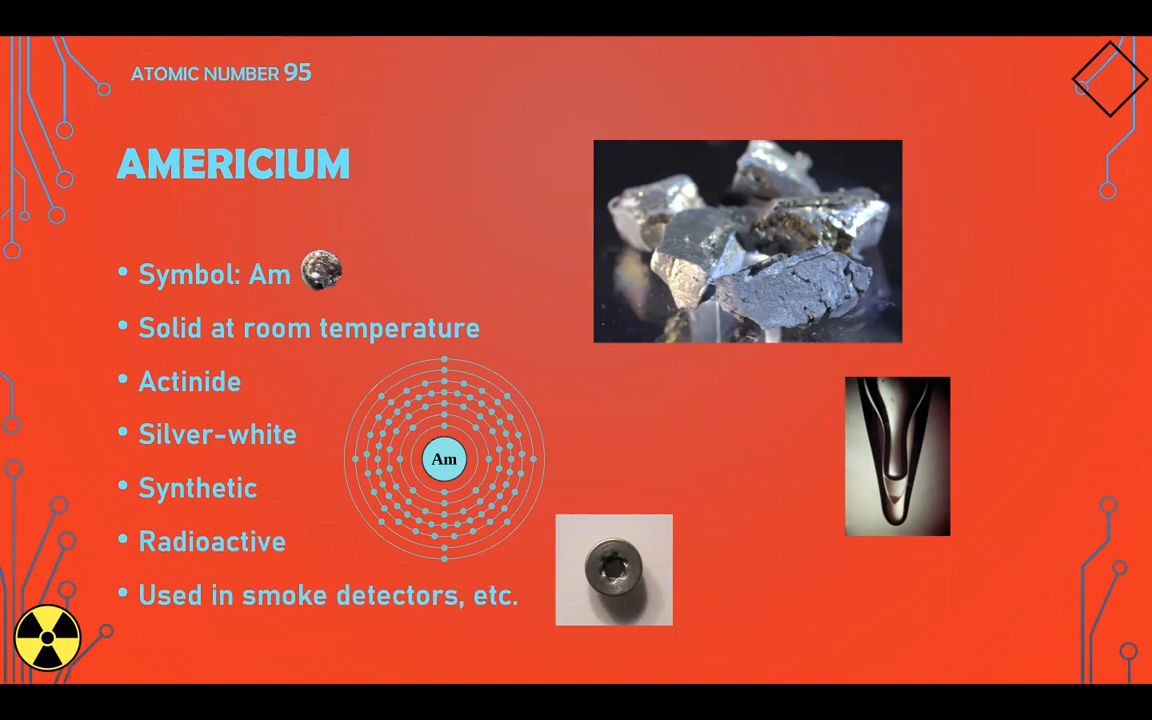 ATOMIC NUMBER 95
AMERICIUM
• Symbol: Am
• Solid at room temperature
• Actinide
• Silver-white
Am
• Synthetic
• Radioactive
• Used in smoke detectors, etc.